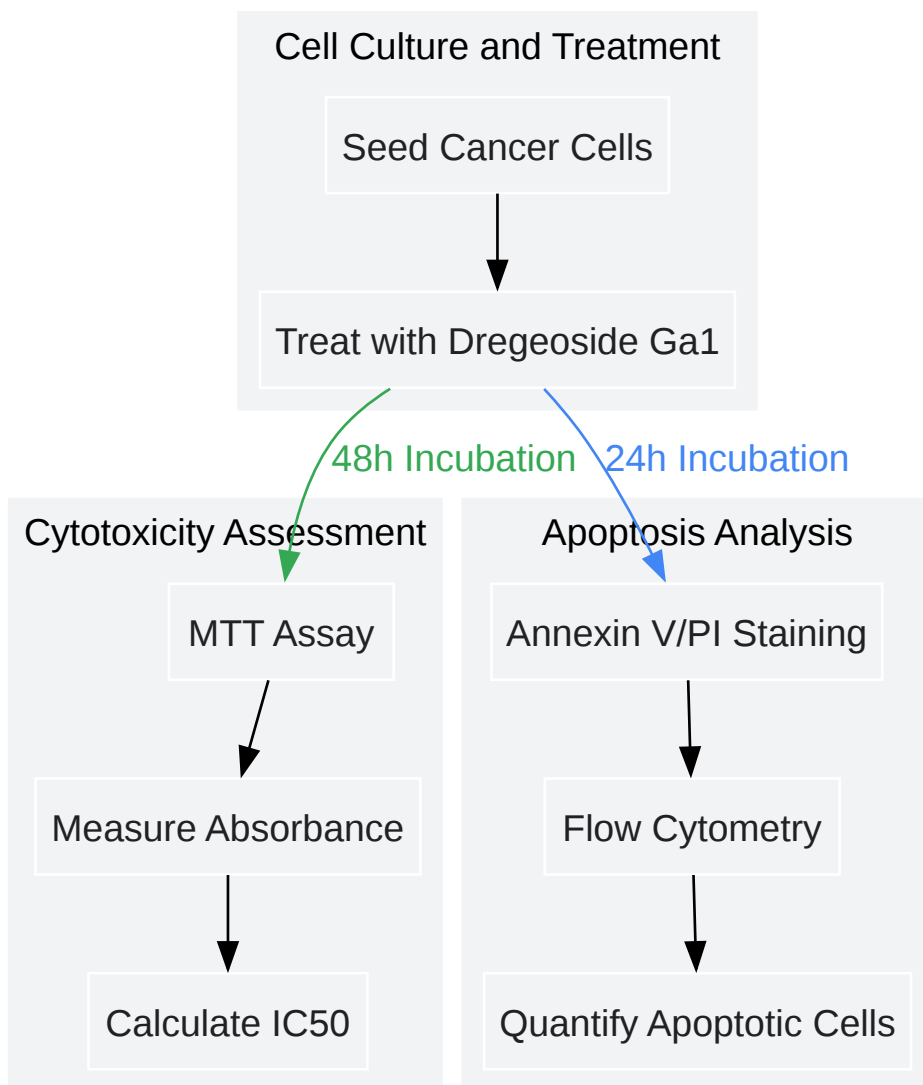 Cell Culture and Treatment
Seed Cancer Cells
Treat with Dregeoside Ga1
48h Incubation
24h Incubation
Cytotoxicity Assessment
MTT Assay
Measure Absorbance
Calculate IC50
Apoptosis Analysis
Annexin V/PI Staining
Flow Cytometry
Quantify Apoptotic Cells